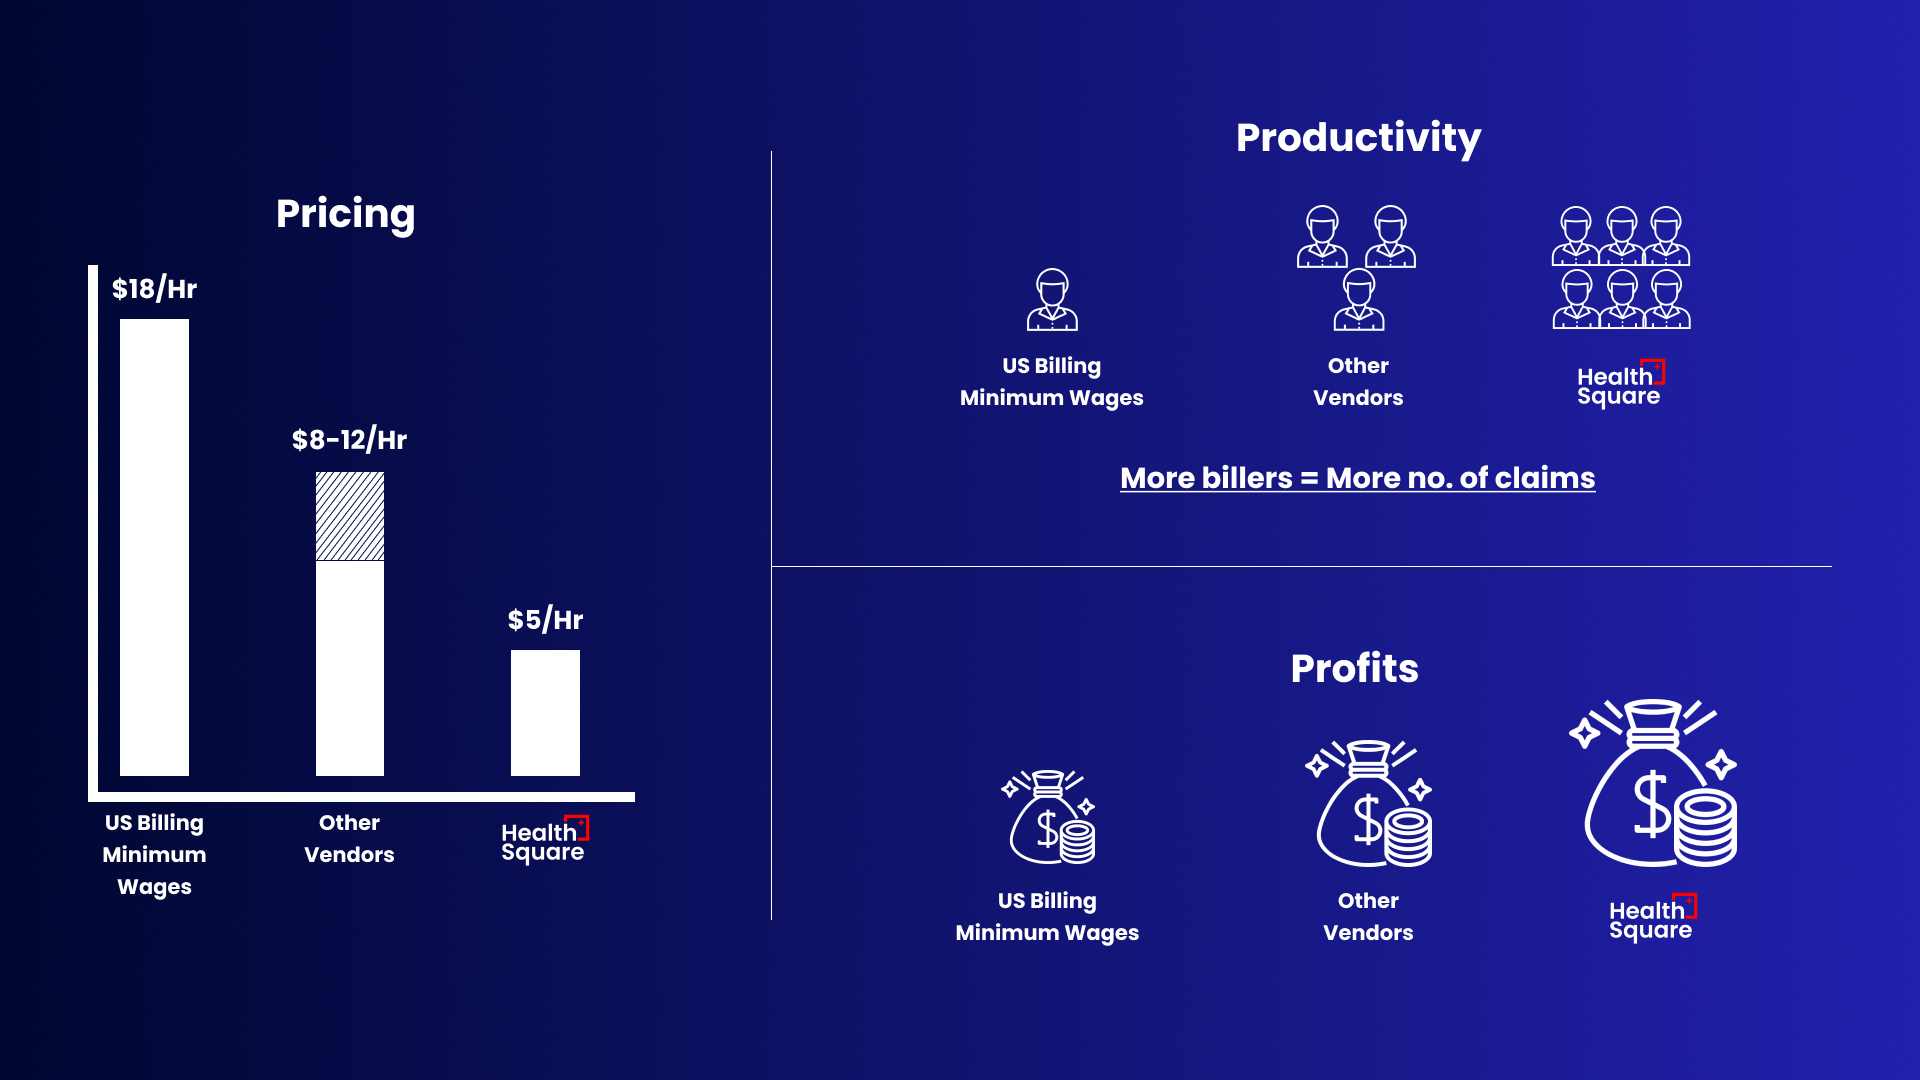 Pricing
$18/Hr
$8-12/Hr
$5/Hr
US Billing
Minimum
Wages
Other
Vendors
Health
Square
Productivity
US Billing
Minimum Wages
Other
Vendors
Health
Square
More billers = More no. of claims
Profits
US Billing
Minimum Wages
Other
Vendors
Health
Square